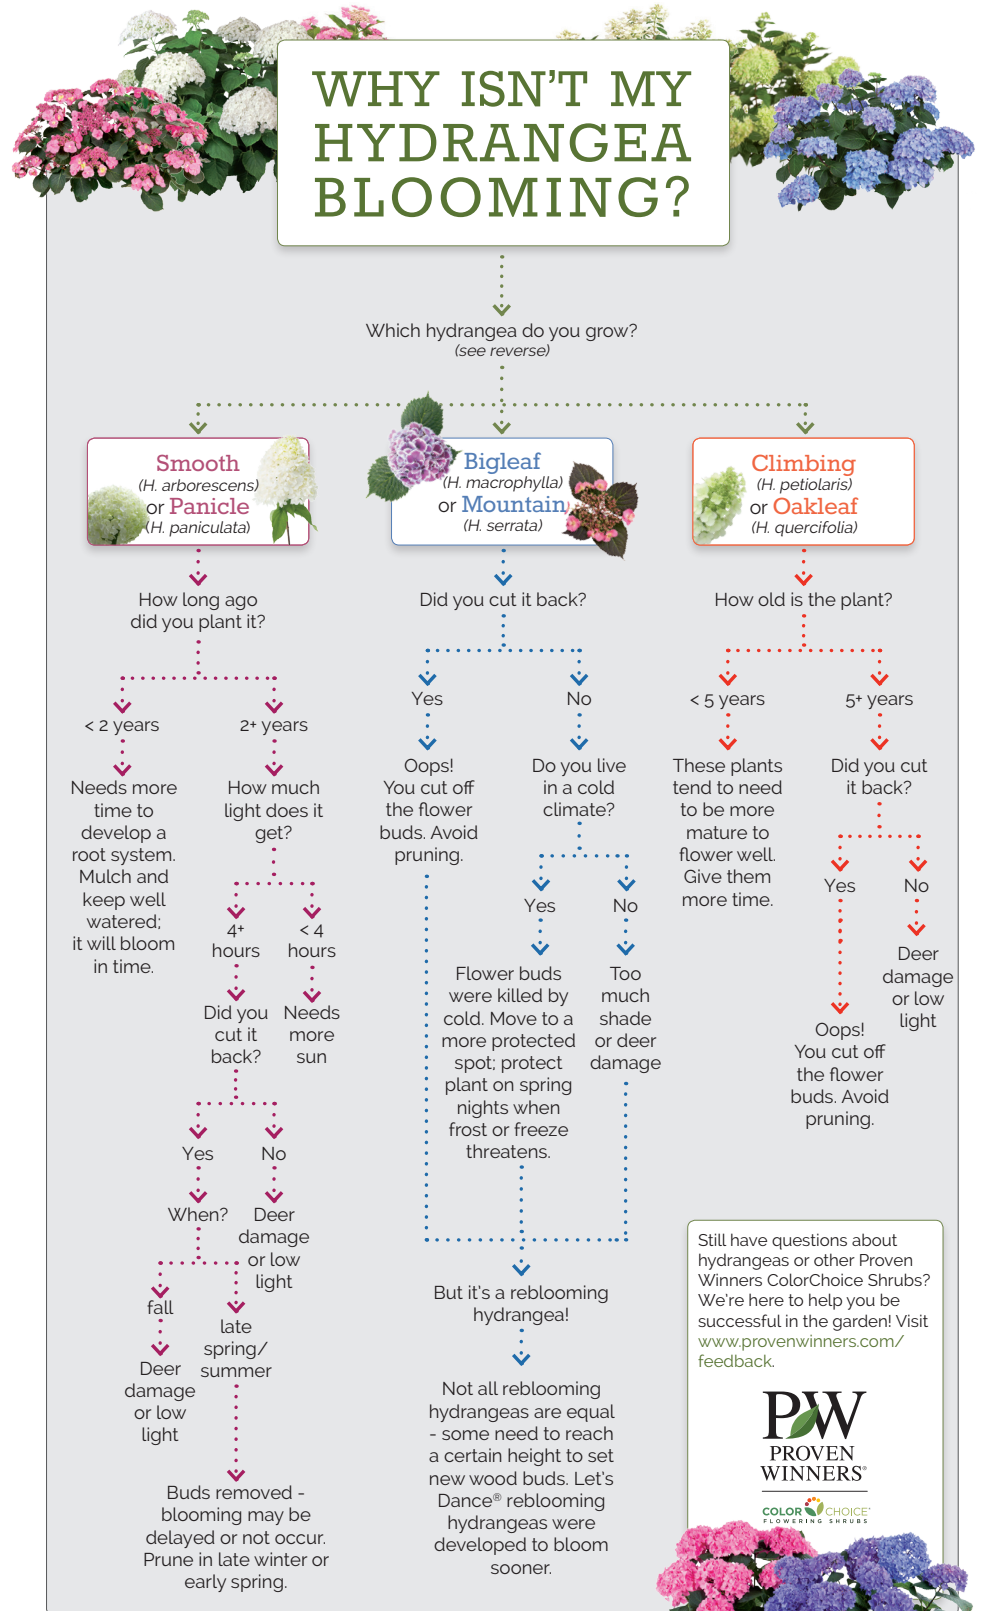 WHY ISN'T MY
HYDRANGEA
BLOOMING?
Which hydrangea do you grow?
(see reverse)
Smooth
(H. arborescens)
or Panicle
(H. paniculata)
How long ago
did you plant it?
< 2 years
Needs more
time to
develop a
root system.
Mulch and
keep well
watered;
it will bloom
in time.
2+ years
How much
light does it
get?
4+
hours
< 4
hours
Needs
more
sun
Did you
cut it
back?
Yes
No
When?
Deer
damage
or low
light
fall
Deer
damage
or low
light
late
spring/
summer
Buds removed -
blooming may be
delayed or not occur.
Prune in late winter or
early spring.
Bigleaf
(H. macrophylla)
or Mountain
(H. serrata)
Did you cut it back?
Yes
Oops!
You cut off
the flower
buds. Avoid
pruning.
No
Do you live
in a cold
climate?
Yes
Flower buds
were killed by
cold. Move to a
more protected
spot; protect
plant on spring
nights when
frost or freeze
threatens.
No
Too
much
shade
or deer
damage
But it's a reblooming
hydrangea!
Not all reblooming
hydrangeas are equal
- some need to reach
a certain height to set
new wood buds. Let's
Dance® reblooming
hydrangeas were
developed to bloom
sooner.
Climbing
(H. petiolaris)
or Oakleaf
(H. quercifolia)
How old is the plant?
< 5 years
These plants
tend to need
to be more
mature to
flower well.
Give them
more time.
5+ years
Did you cut
it back?
Yes
Oops!
You cut off
the flower
buds. Avoid
pruning.
No
Deer
damage
or low
light
Still have questions about
hydrangeas or other Proven
Winners ColorChoice Shrubs?
We're here to help you be
successful in the garden! Visit
www.provenwinners.com/
feedback.
PW
PROVEN
WINNERS®
COLOR CHOICE®
FLOWERING SHRUBS